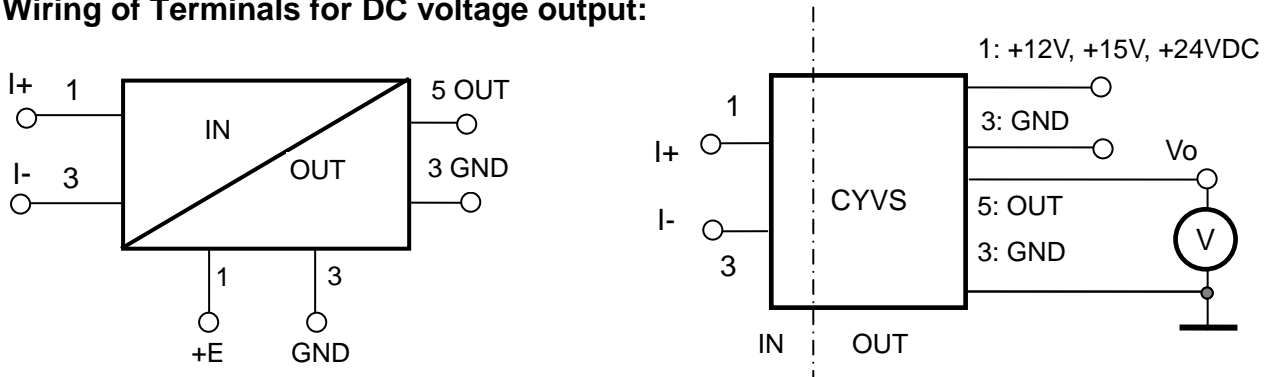 Wiring of Terminals for DC voltage output:
I+ 1
I- 3
IN
OUT
5 OUT
3 GND
1
3
+E
GND
1
I+
I-
3
CYVS
IN
OUT
1: +12V, +15V, +24VDC
3: GND
Vo
5: OUT
3: GND
V